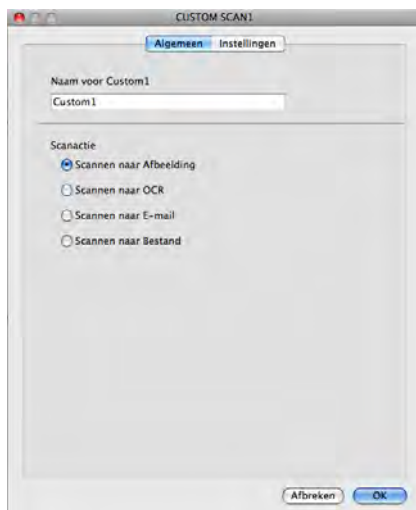 CUSTOM SCAN1
Algemeen Instellingen
Naam voor Custom1
Custom1
Scanactie
Scannen naar Afbeelding
Scannen naar OCR
Scannen naar E-mail
Scannen naar Bestand
Afbreken OK